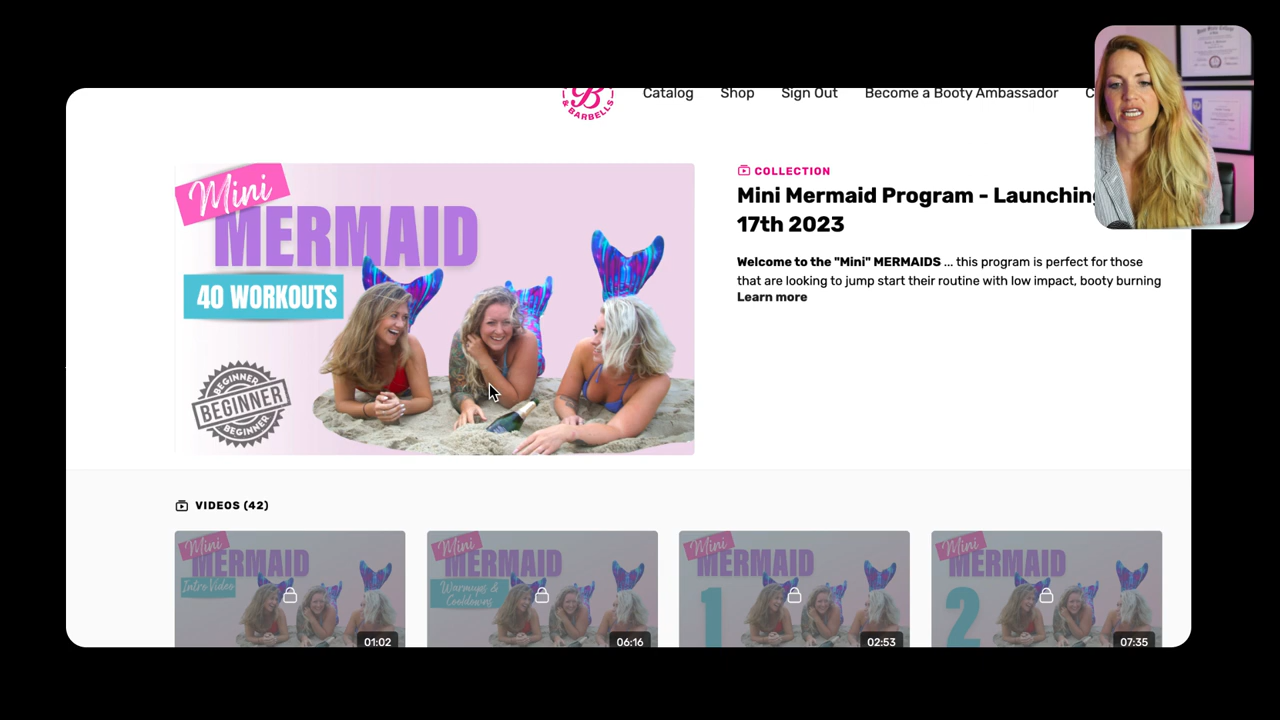 B
& BARBELLS
Catalog
Shop
Sign Out
Become a Booty Ambassador
C
Mini
MERMAID
40 WORKOUTS
BEGINNER
BEGINNER
BEGINNER
COLLECTION
Mini Mermaid Program - Launching
17th 2023
Welcome to the "Mini" MERMAIDS ... this program is perfect for those
that are looking to jump start their routine with low impact, booty burning
Learn more
VIDEOS (42)
Mini
MERMAID
Intro Video
01:02
Mini
MERMAID
Warmups &
Cooldowns
06:16
Mini
MERMAID
1
02:53
Mini
MERMAID
2
07:35